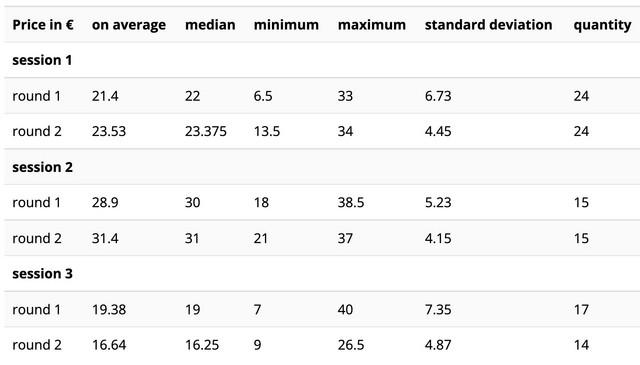 Price in € on average median minimum maximum standard deviation quantity
session 1
round 1 21.4 22 6.5 33 6.73 24
round 2 23.53 23.375 13.5 34 4.45 24
session 2
round 1 28.9 30 18 38.5 5.23 15
round 2 31.4 31 21 37 4.15 15
session 3
round 1 19.38 19 7 40 7.35 17
round 2 16.64 16.25 9 26.5 4.87 14